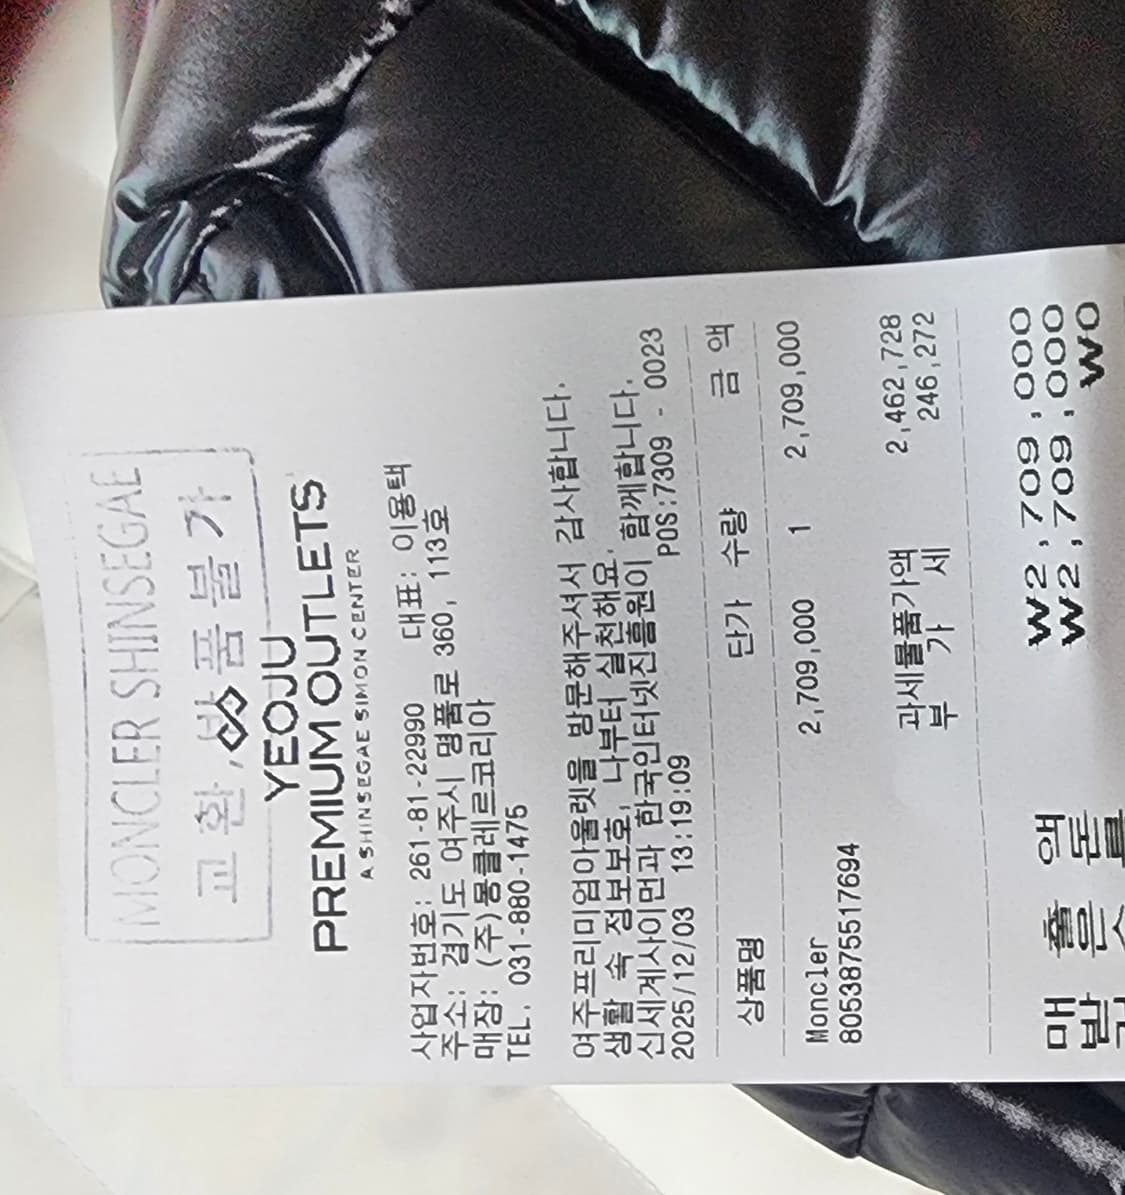 MONCLER SHINSEGAE
교환, 반품불가
YEOJU
PREMIUM OUTLETS
A SHINSEGAE SIMON CENTER
사업자번호: 261-81-22990 대표: 이용택
주소: 경기도 여주시 명품로 360, 113호
매장: (주)몽클레르코리아
TEL. 031-880-1475
여주프리미엄아울렛을 방문해주셔서 감사합니다.
생활 속 정보보호, 나부터 실천해요.
신세계사이먼과 한국인터넷진흥원이 함께합니다.
2025/12/03 13:19:09 POS:7309 - 0023
상품명 단가 수량 금 액
Moncler 2,709,000 1 2,709,000
8053875517694
과세물품가액 2,462,728
부 가 세 246,272
매 출 액 ₩2,709,000
받 은 돈 ₩2,709,000
₩0